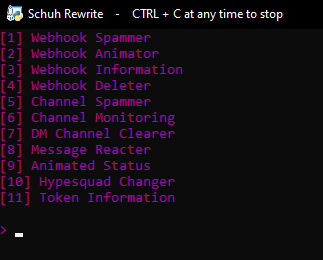 Schuh Rewrite - CTRL + C at any time to stop
[1] Webhook Spammer
[2] Webhook Animator
[3] Webhook Information
[4] Webhook Deleter
[5] Channel Spammer
[6] Channel Monitoring
[7] DM Channel Clearer
[8] Message Reacter
[9] Animated Status
[10] Hypesquad Changer
[11] Token Information
> _